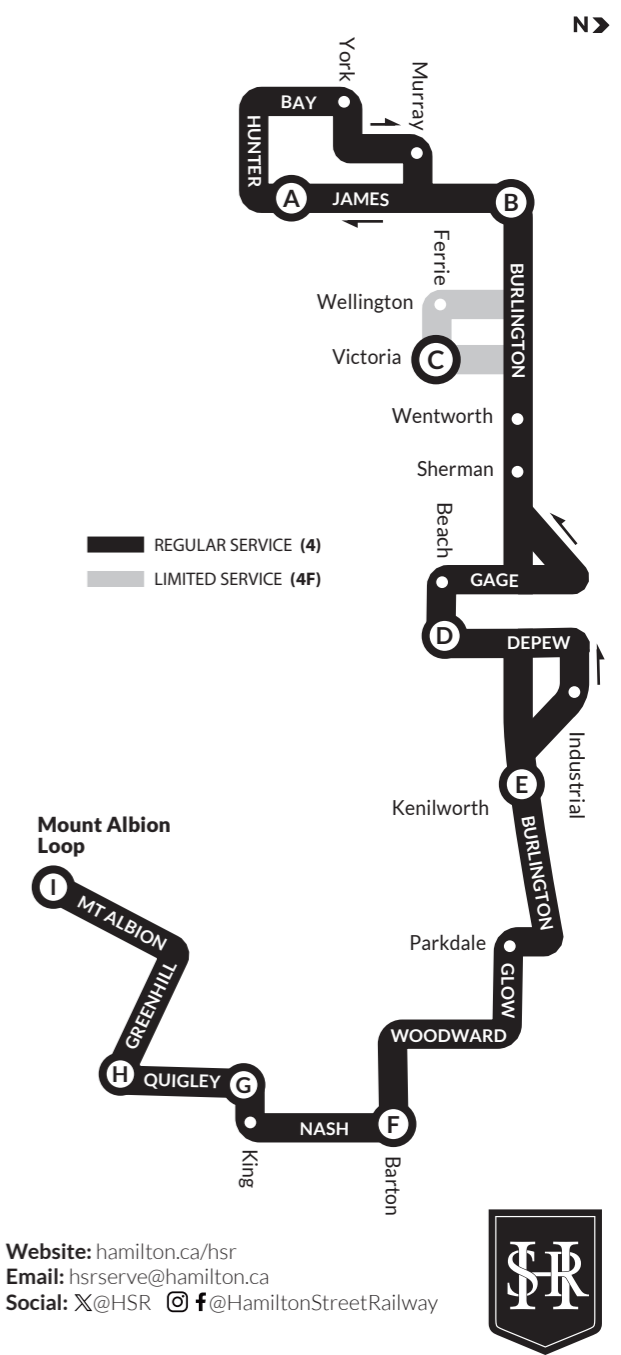 N
York
Murray
BAY
HUNTER
A
JAMES
B
Ferrie
BURLINGTON
Wellington
Victoria
C
Wentworth
Sherman
Beach
REGULAR SERVICE (4)
LIMITED SERVICE (4F)
GAGE
D
DEPEW
Industrial
E
Kenilworth
BURLINGTON
Mount Albion
Loop
I
MT ALBION
Parkdale
GLOW
GREENHILL
WOODWARD
H
QUIGLEY
G
NASH
F
King
Barton
Website: hamilton.ca/hsr
Email: hsrserve@hamilton.ca
Social: X@HSR f@HamiltonStreetRailway
HSR